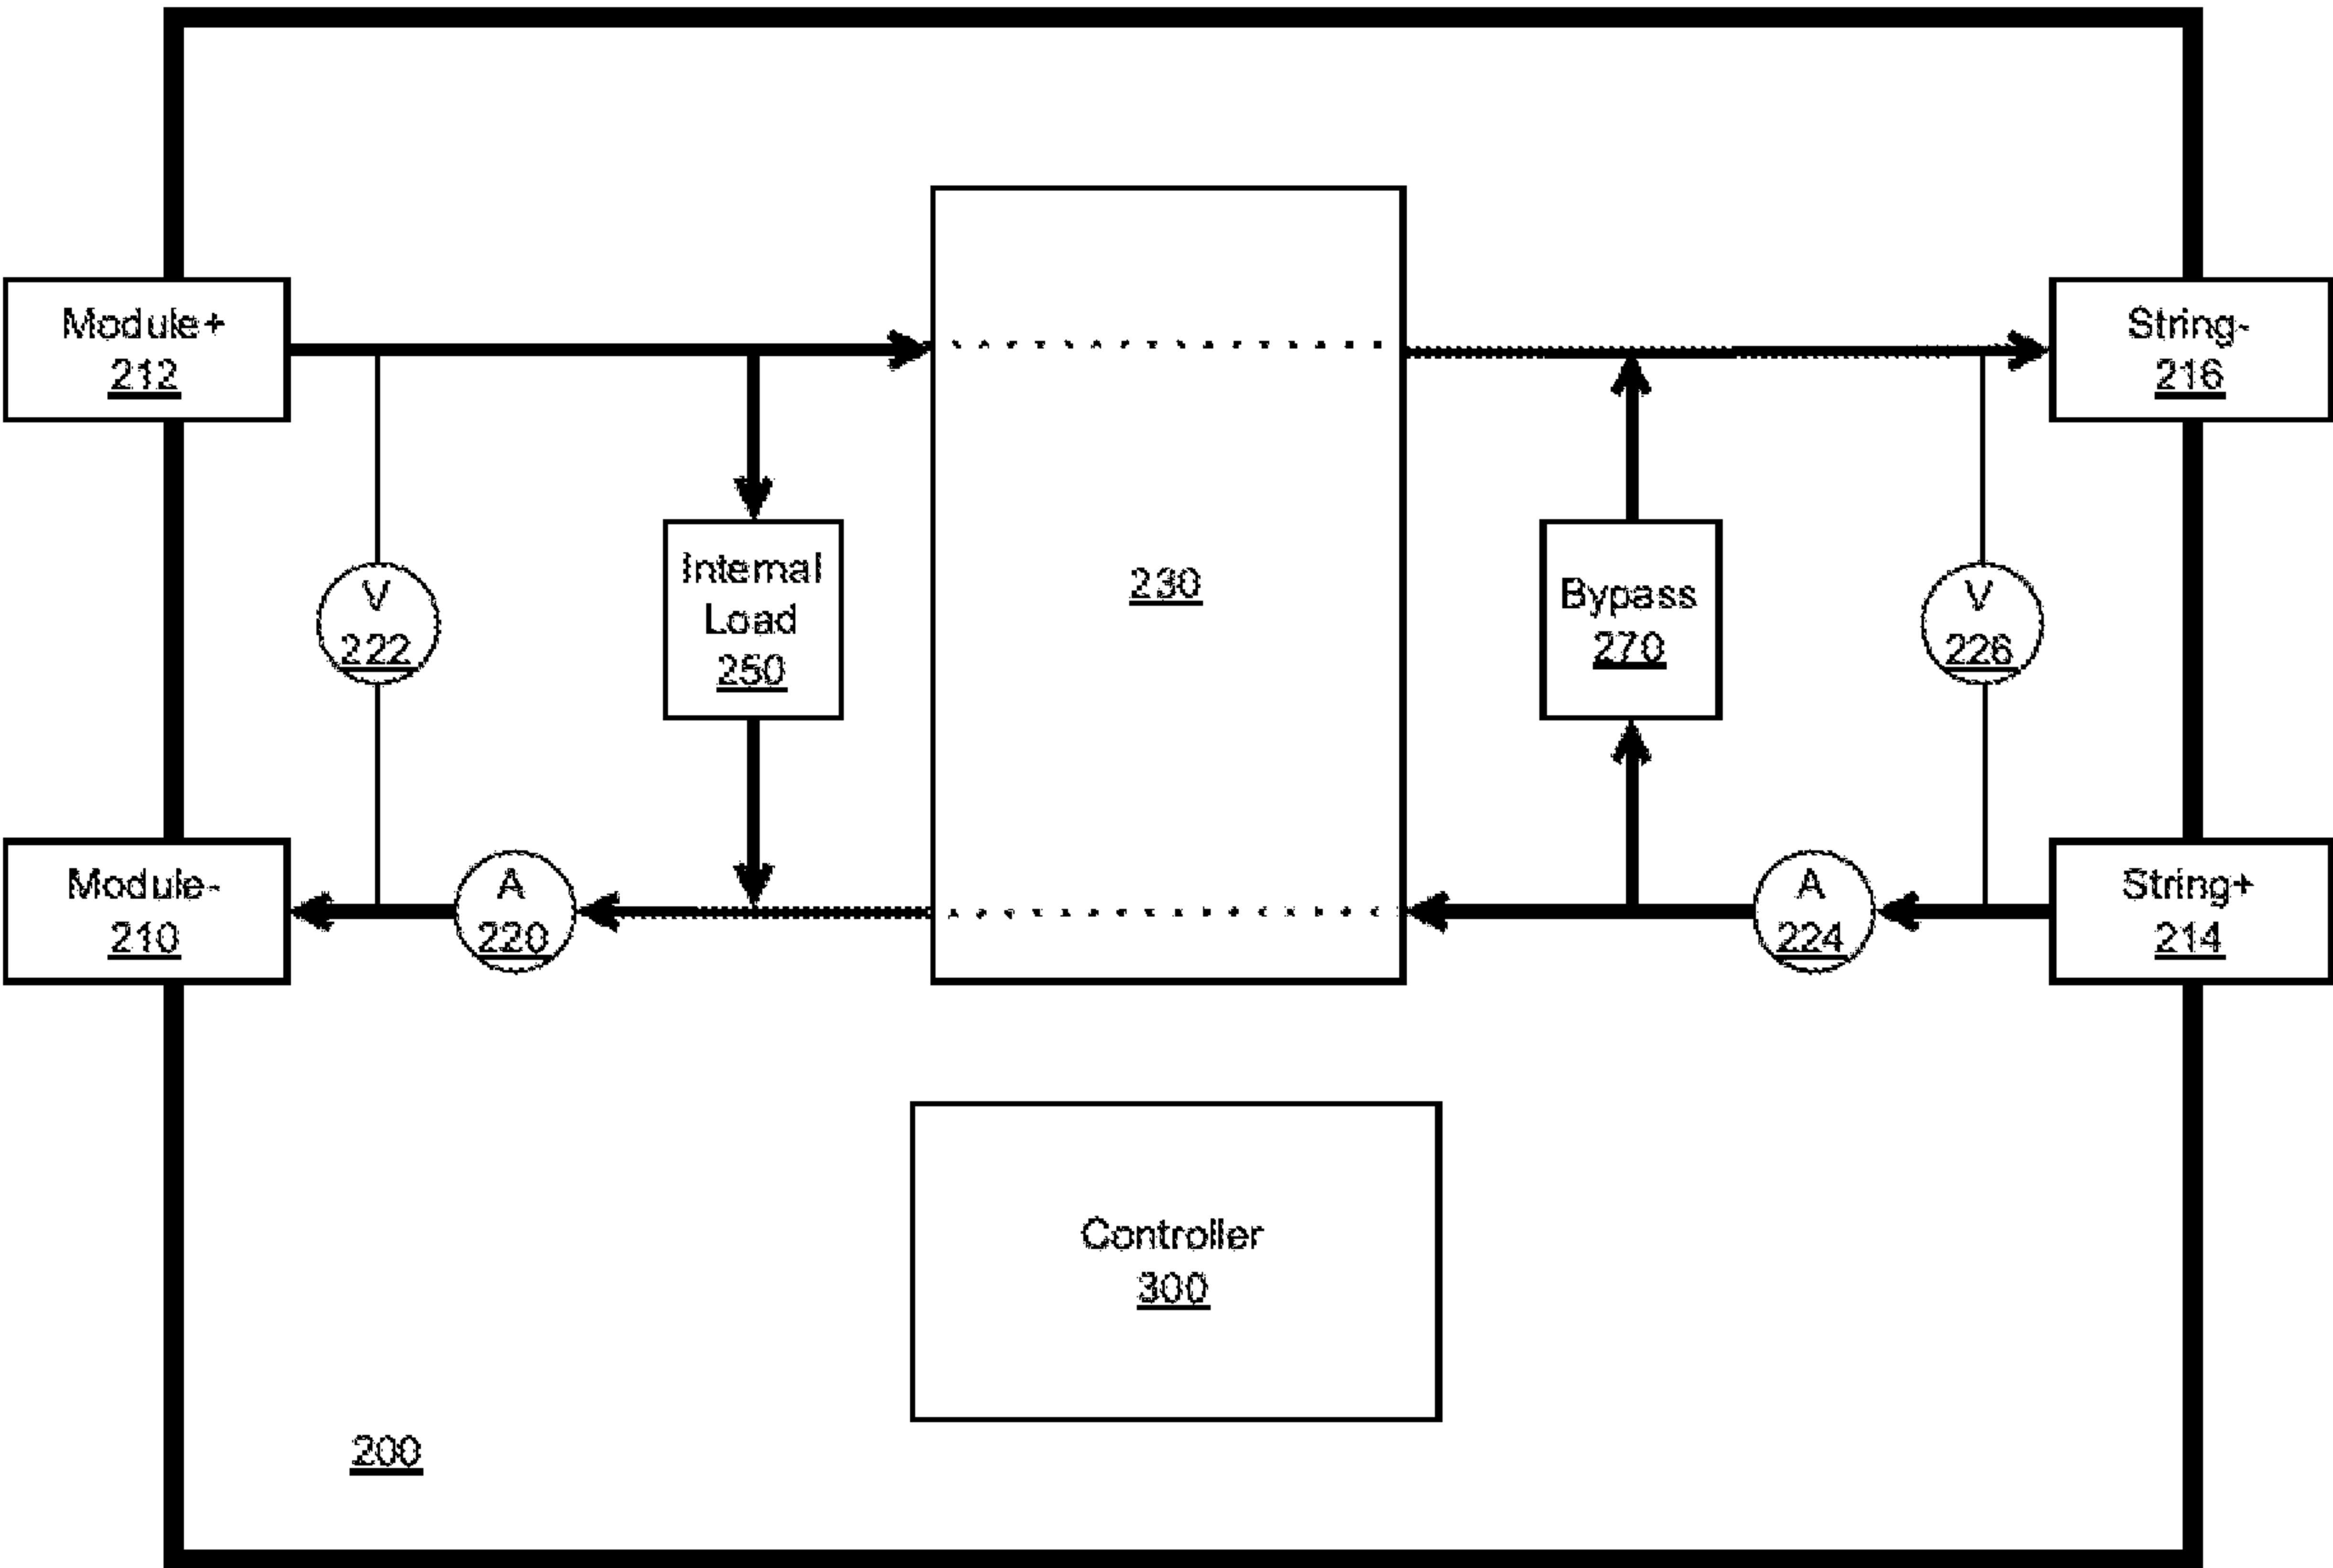 Module+
212
String-
216
Internal
Load
250
230
Bypass
270
V
222
V
226
Module-
210
A
220
A
224
String+
214
Controller
300
200